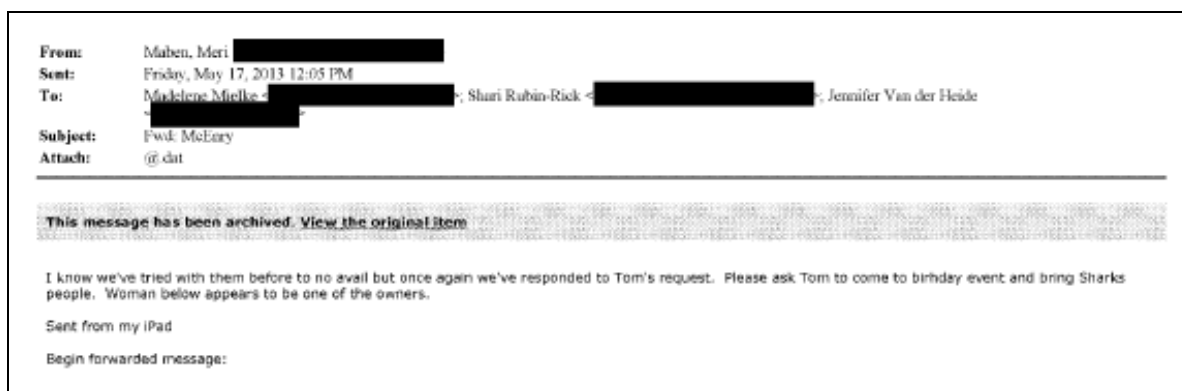 From: Maben, Meri
Sent: Friday, May 17, 2013 12:05 PM
To: Madelene Mielke <>; Shari Rubin-Rick <>; Jennifer Van der Heide
<>
Subject: Fwd: McEnry
Attach: @.dat
This message has been archived. View the original item
I know we've tried with them before to no avail but once again we've responded to Tom's request. Please ask Tom to come to birhday event and bring Sharks
people. Woman below appears to be one of the owners.
Sent from my iPad
Begin forwarded message: